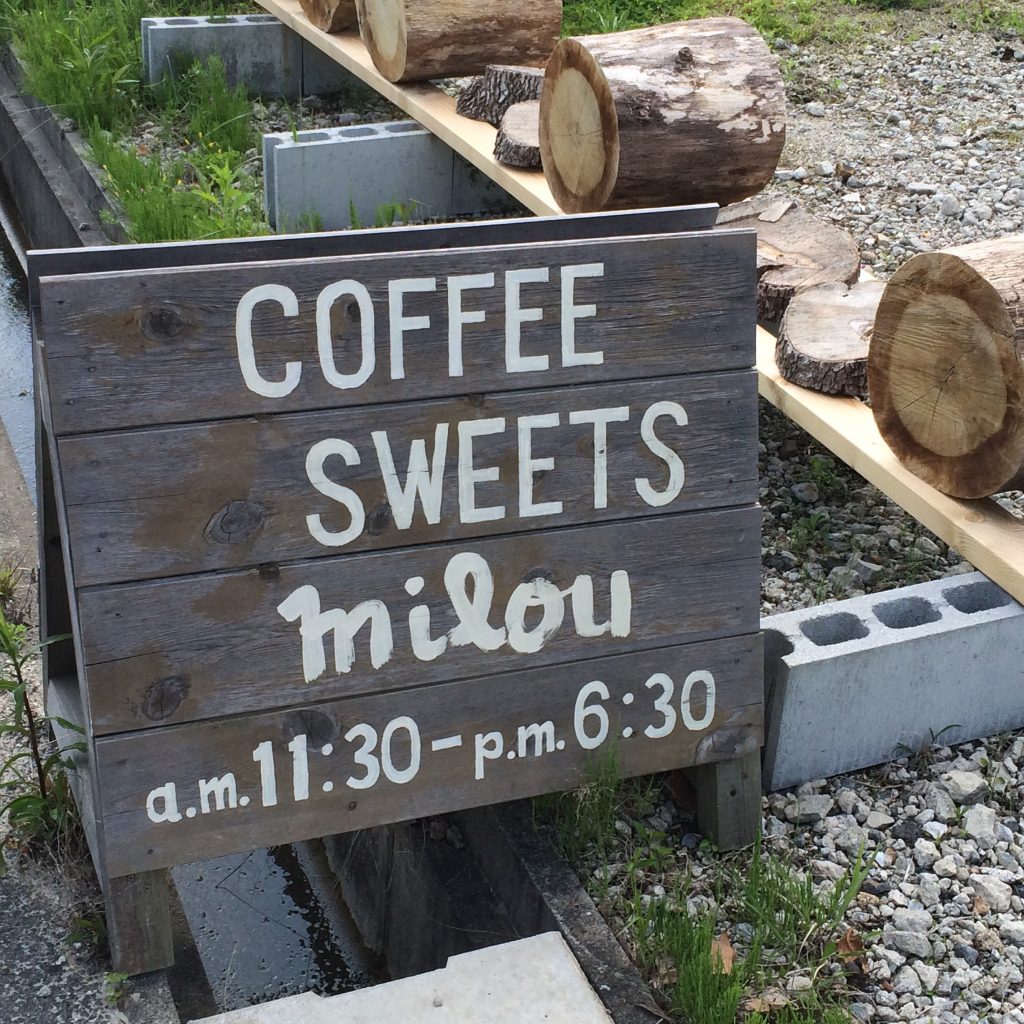 COFFEE
SWEETS
milou
a.m. 11:30 - p.m. 6:30